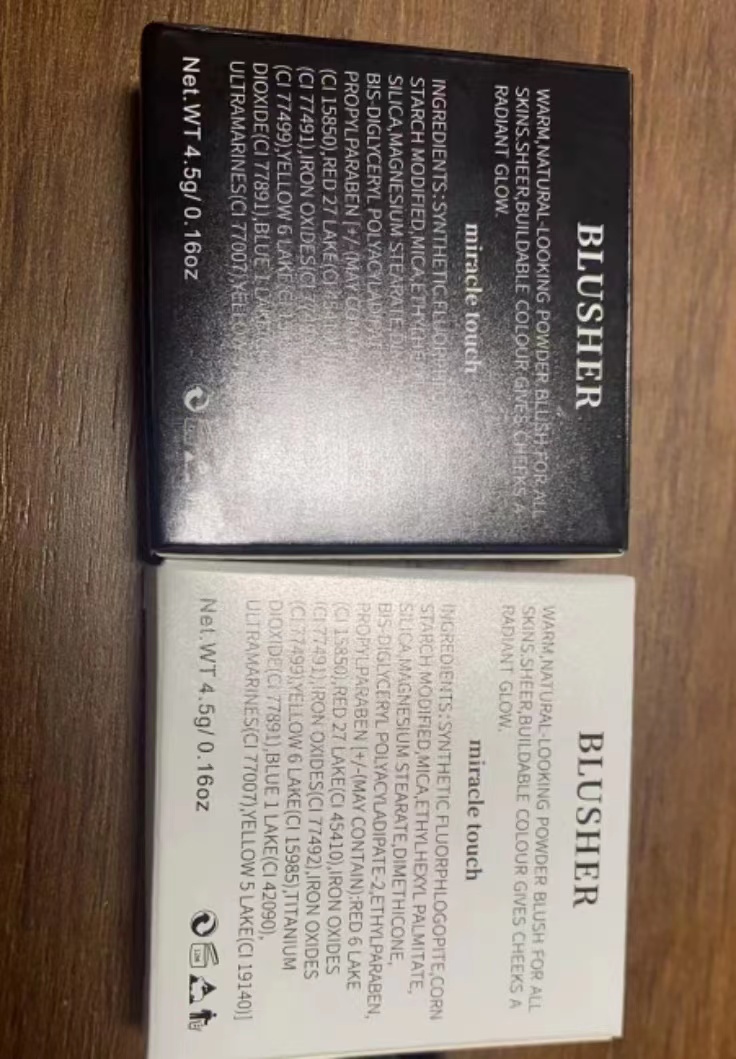 BLUSHER
WARM,NATURAL-LOOKING POWDER BLUSH FOR ALL
SKINS.SHEER,BUILDABLE COLOUR GIVES CHEEKS A
RADIANT GLOW.
miracle touch
INGREDIENTS:SYNTHETIC
STARCH MODIFIED,MICA,
SILICA,MAGNESIUM STEARATE,
BIS-DIGLYCERYL
PROPYLPARABEN [+/-(MAY
(CI 15850),RED 27 LAKE(CI
(CI 77491),IRON OXIDES(CI
(CI 77499),YELLOW 6 LAKE
DIOXIDE(CI 77891),BLUE 1
ULTRAMARINES(CI 77007),YELLOW
Net.WT 4.5g/0.16oz
BLUSHER
WARM,NATURAL-LOOKING POWDER BLUSH FOR ALL
SKINS.SHEER,BUILDABLE COLOUR GIVES CHEEKS A
RADIANT GLOW.
miracle touch
INGREDIENTS:SYNTHETIC FLUORPHLOGOPITE,CORN
STARCH MODIFIED,MICA,ETHYLHEXYL PALMITATE,
SILICA,MAGNESIUM STEARATE,DIMETHICONE,
BIS-DIGLYCERYL POLYACYLADIPATE-2,ETHYLPARABEN,
PROPYLPARABEN [+/-(MAY CONTAIN):RED 6 LAKE
(CI 15850),RED 27 LAKE(CI 45410),IRON OXIDES
(CI 77491),IRON OXIDES(CI 77492),IRON OXIDES
(CI 77499),YELLOW 6 LAKE(CI 15985),TITANIUM
DIOXIDE(CI 77891),BLUE 1 LAKE(CI 42090),
ULTRAMARINES(CI 77007),YELLOW 5 LAKE(CI 19140)]
Net.WT 4.5g/0.16oz